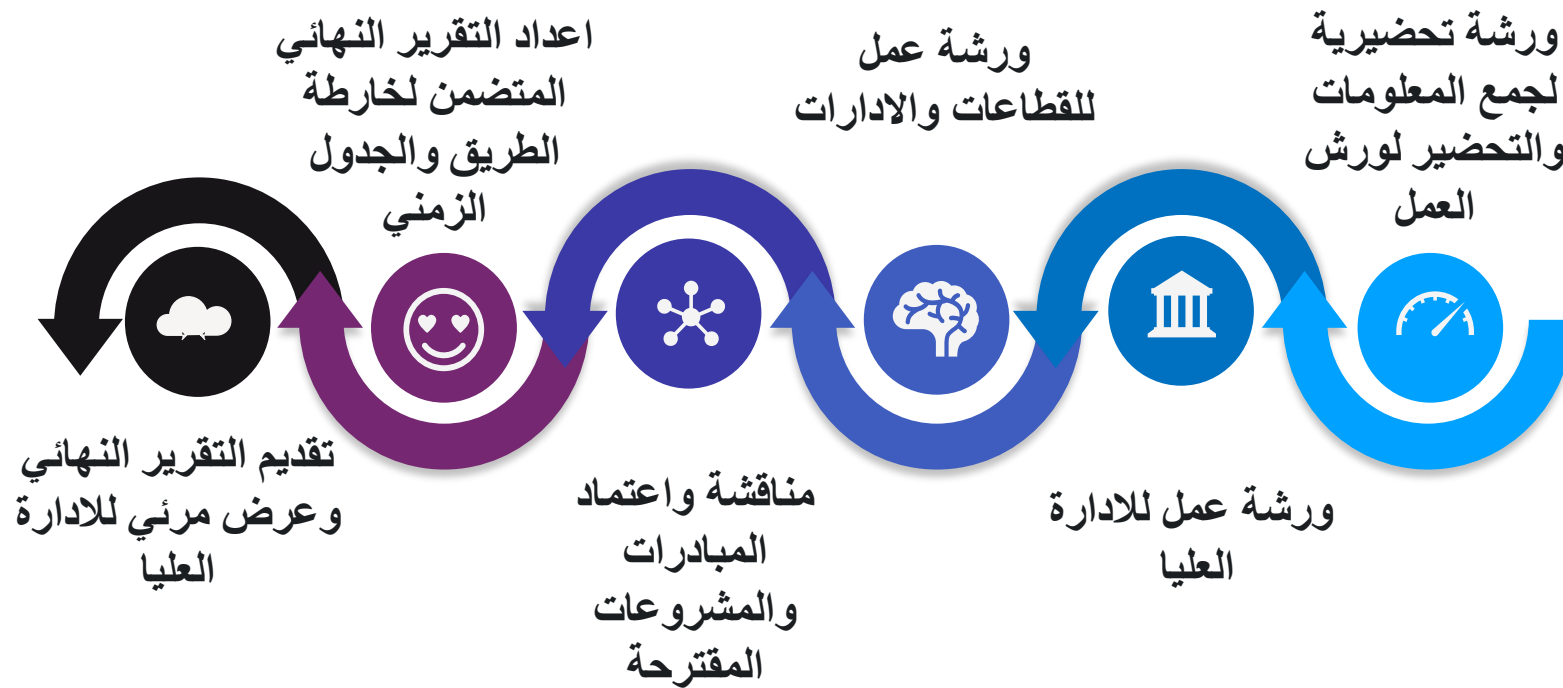 ورشة تحضيرية
لجمع المعلومات
والتحضير لورش
العمل
ورشة عمل للادارة
العليا
ورشة عمل
للقطاعات والادارات
مناقشة واعتماد
المبادرات
والمشروعات
المقترحة
اعداد التقرير النهائي
المتضمن لخارطة
الطريق والجدول
الزمني
تقديم التقرير النهائي
وعرض مرئي للادارة
العليا